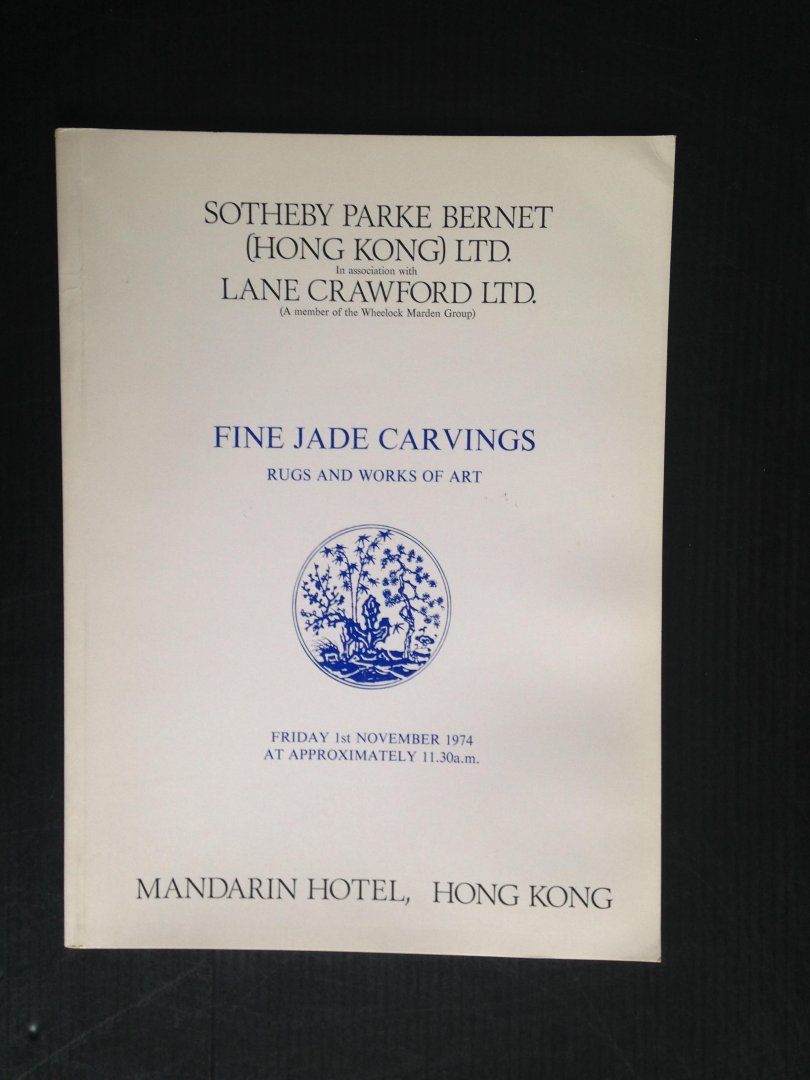 SOTHEBY PARKE BERNET
(HONG KONG) LTD.
In association with
LANE CRAWFORD LTD.
(A member of the Wheelock Marden Group)
FINE JADE CARVINGS
RUGS AND WORKS OF ART
FRIDAY 1st NOVEMBER 1974
AT APPROXIMATELY 11.30a.m.
MANDARIN HOTEL, HONG KONG